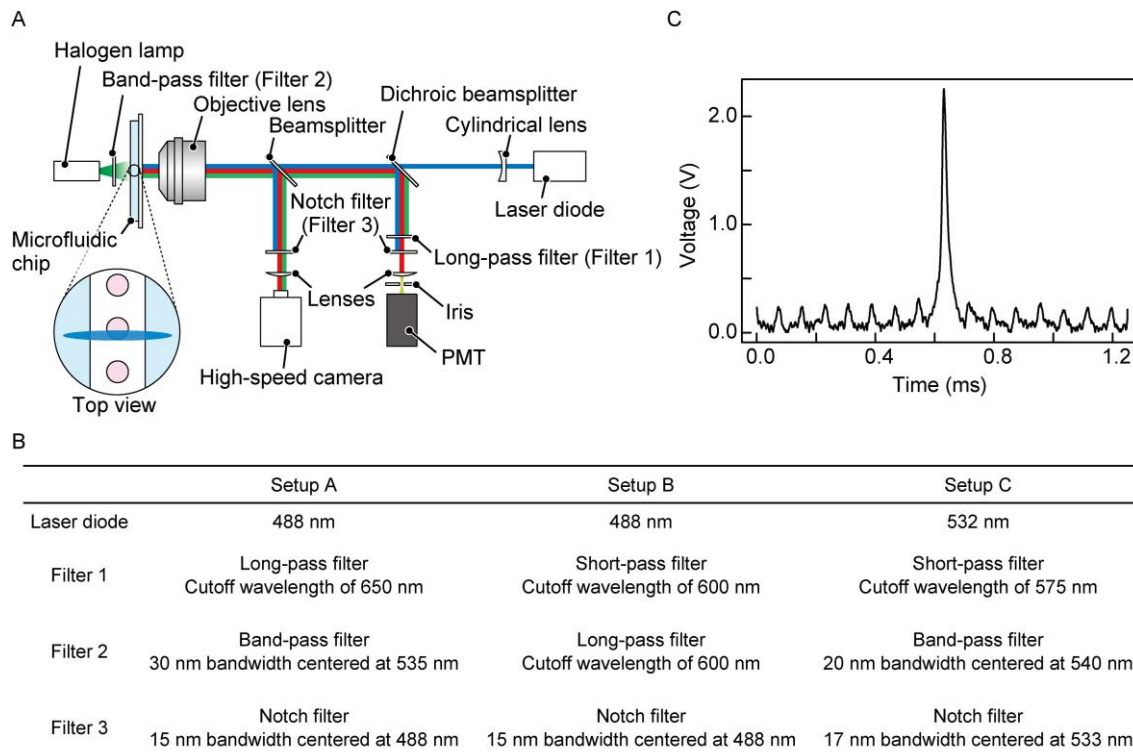 A
Halogen lamp
Band-pass filter (Filter 2)
Objective lens
Beamsplitter
Dichroic beamsplitter
Cylindrical lens
Laser diode
Notch filter
(Filter 3)
Long-pass filter (Filter 1)
Microfluidic
chip
Lenses
Iris
PMT
High-speed camera
Top view
C
Voltage (V)
2.0
1.0
0.0
0.0 0.4 0.8 1.2
Time (ms)
B
Setup A Setup B Setup C
Laser diode 488 nm 488 nm 532 nm
Filter 1
Long-pass filter Short-pass filter Short-pass filter
Cutoff wavelength of 650 nm Cutoff wavelength of 600 nm Cutoff wavelength of 575 nm
Filter 2
Band-pass filter Long-pass filter Band-pass filter
30 nm bandwidth centered at 535 nm Cutoff wavelength of 600 nm 20 nm bandwidth centered at 540 nm
Filter 3
Notch filter Notch filter Notch filter
15 nm bandwidth centered at 488 nm 15 nm bandwidth centered at 488 nm 17 nm bandwidth centered at 533 nm